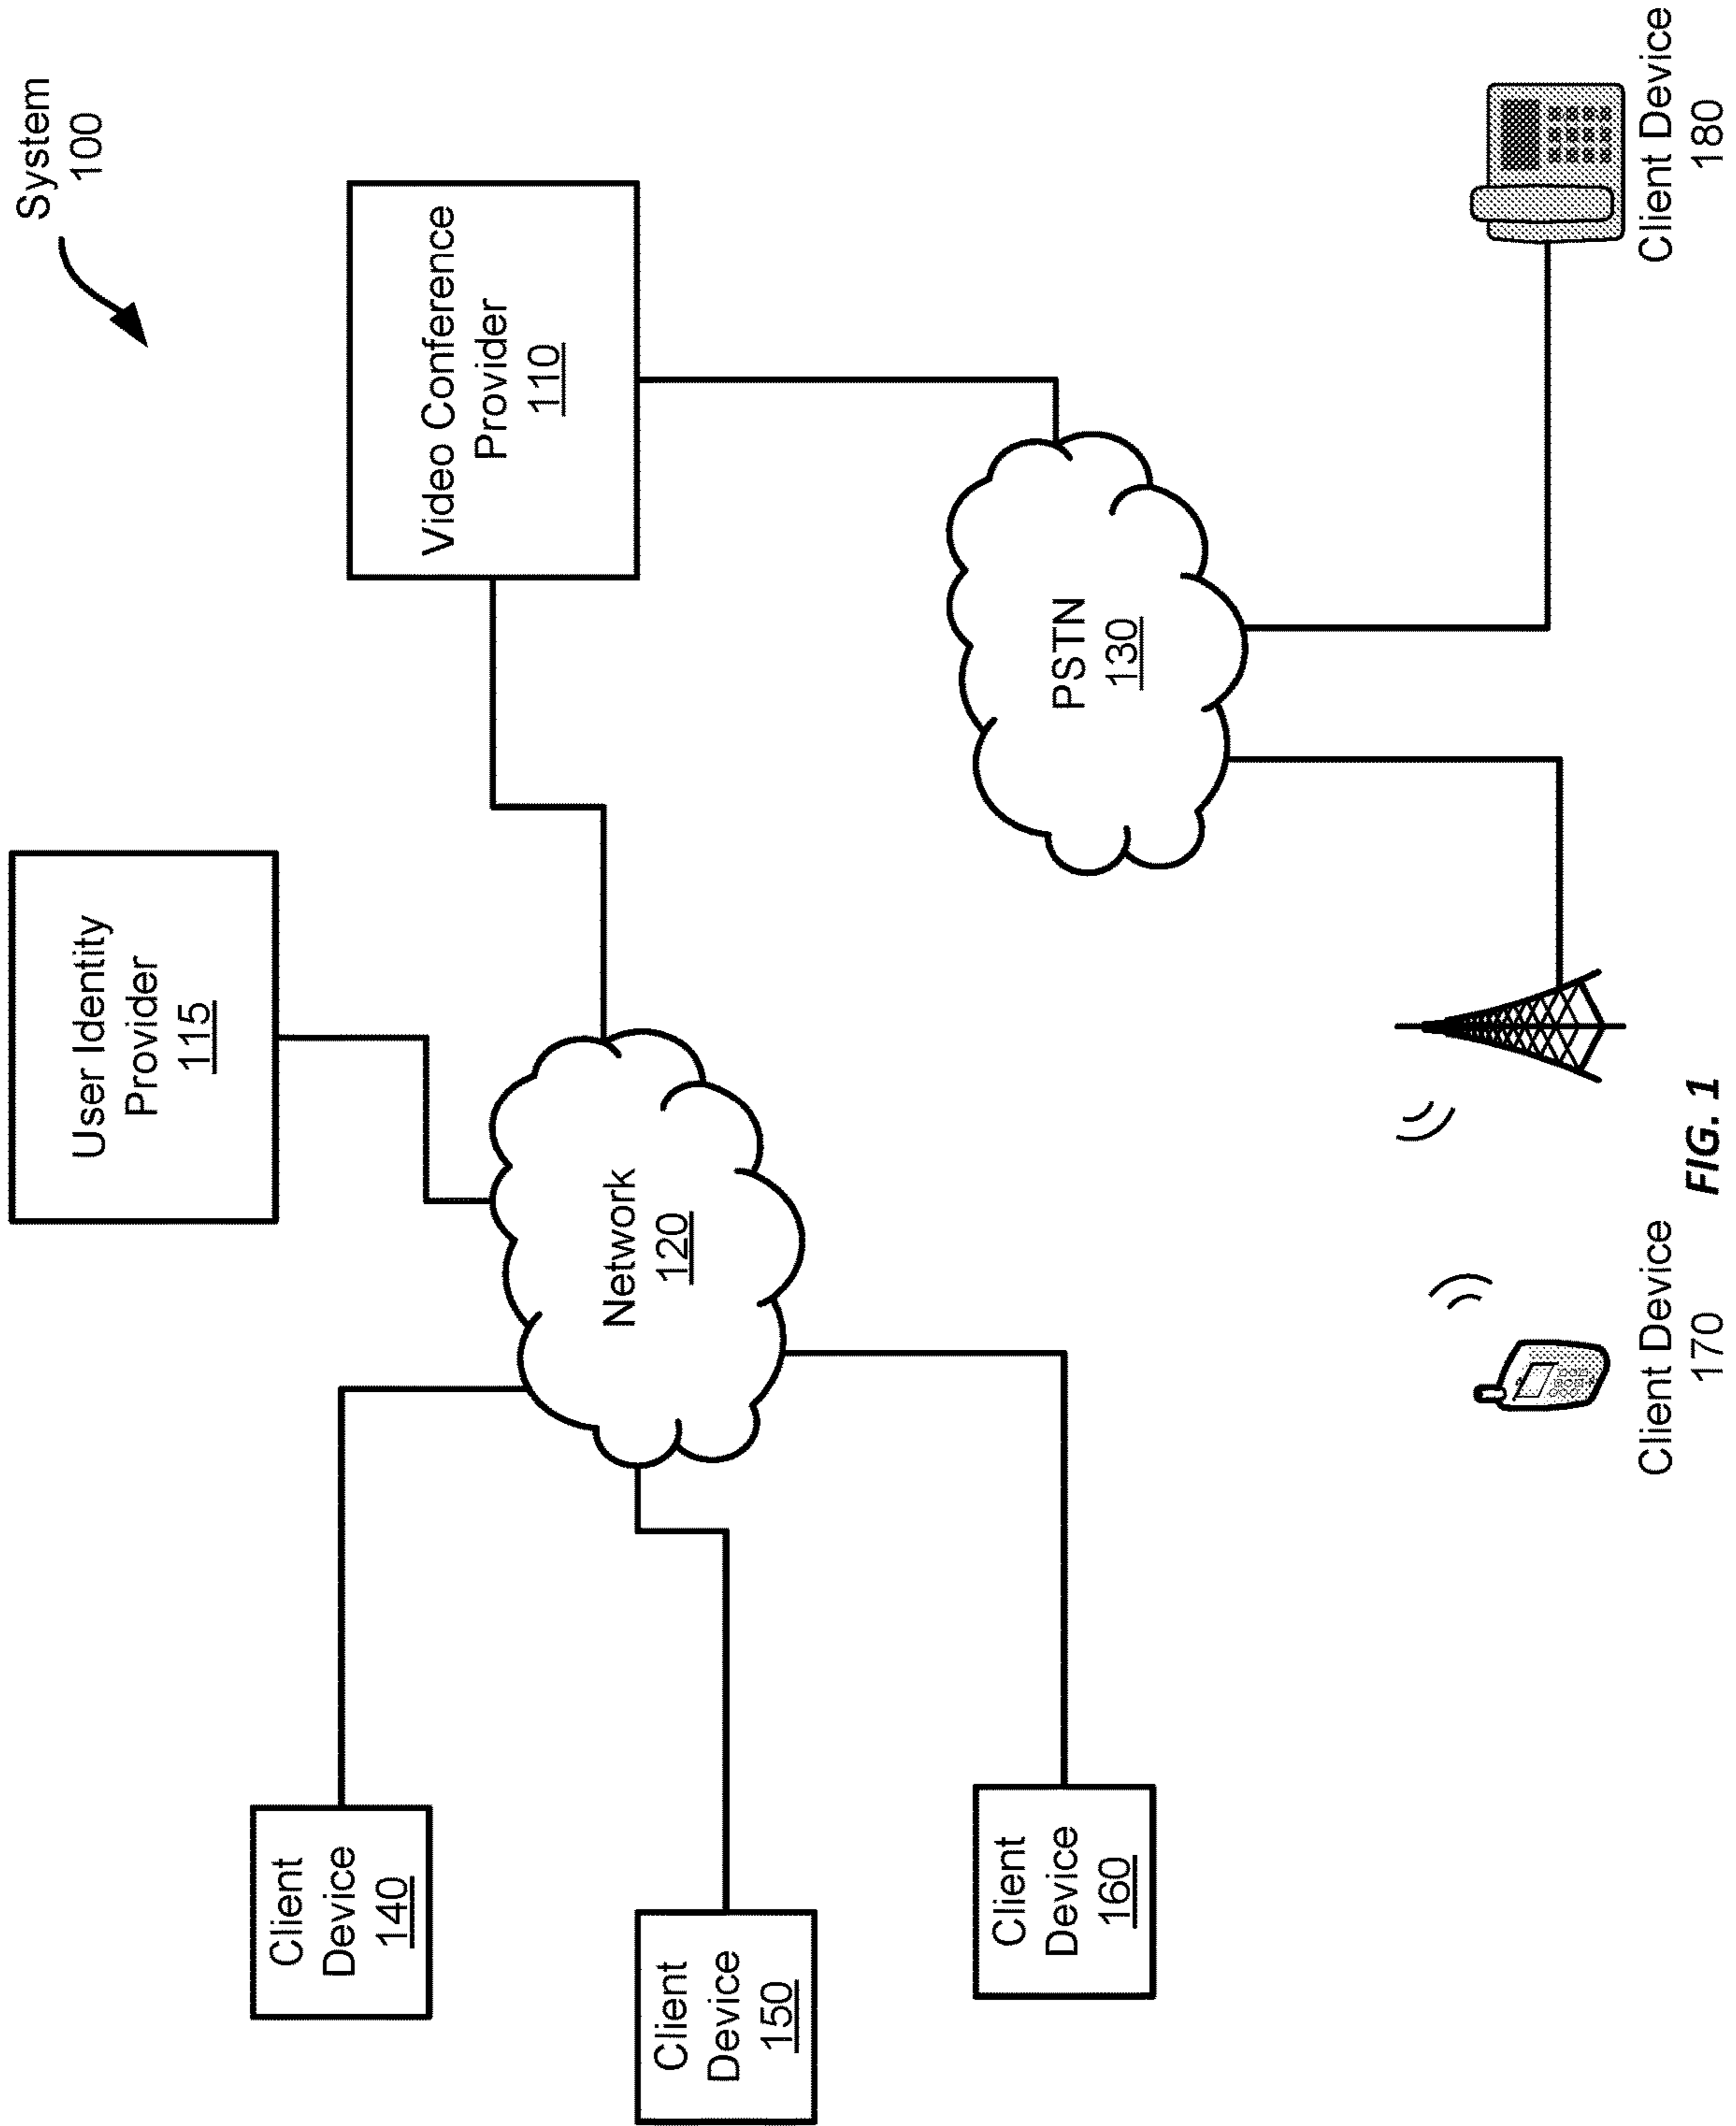 System
100
User Identity
Provider
115
Video Conference
Provider
110
Client
Device
140
Network
120
Client
Device
150
PSTN
130
Client
Device
160
Client Device
170
Client Device
180
FIG. 1